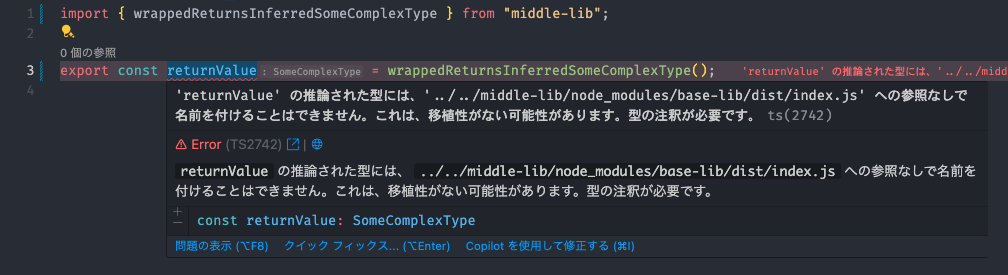 1 import { wrappedReturnsInferredSomeComplexType } from "middle-lib";
2
0 個の参照
3 export const returnValue : SomeComplexType = wrappedReturnsInferredSomeComplexType(); 'returnValue' の推論された型には、'../../midd
4 'returnValue' の推論された型には、'../../middle-lib/node_modules/base-lib/dist/index.js' への参照なしで
名前を付けることはできません。これは、移植性がない可能性があります。型の注釈が必要です。 ts(2742)
Error (TS2742) |
returnValue の推論された型には、 ../../middle-lib/node_modules/base-lib/dist/index.js への参照なしで名前を
付けることはできません。これは、移植性がない可能性があります。型の注釈が必要です。
const returnValue: SomeComplexType
問題の表示 (⌥F8) クイック フィックス... (⌥Enter) Copilot を使用して修正する (⌘I)